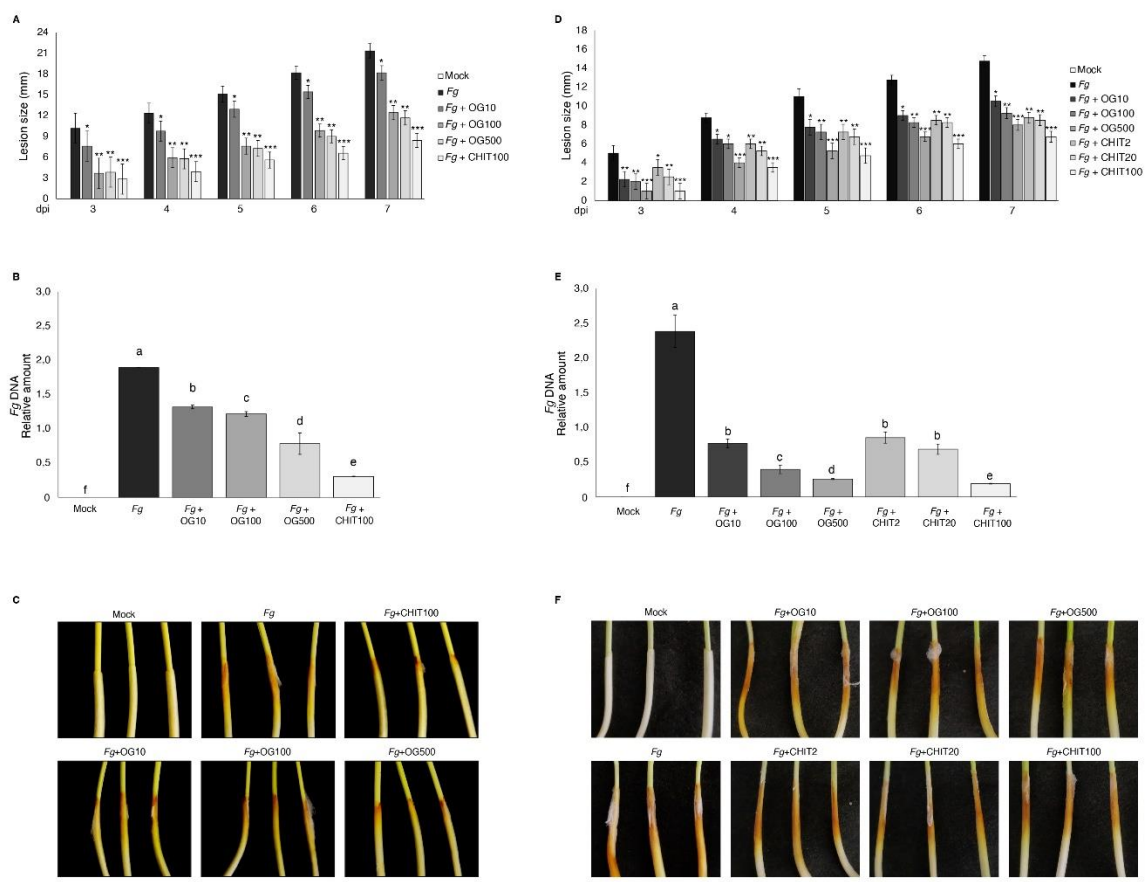 A
Lesion size (mm)
24
21
18
15
12
9
6
3
0
dpi
3 4 5 6 7
* ** ** ***
* ** ** ***
* ** ** ***
* ** ** ***
* ** ** ***
Mock
Fg
Fg + OG10
Fg + OG100
Fg + OG500
Fg + CHIT100
D
Lesion size (mm)
18
16
14
12
10
8
6
4
2
0
dpi
3 4 5 6 7
** ** *** * ** ***
* * *** ** ** ***
* ** *** ** ** ***
* ** *** ** ** ***
* ** *** ** ** ***
Mock
Fg
Fg + OG10
Fg + OG100
Fg + OG500
Fg + CHIT2
Fg + CHIT20
Fg + CHIT100
B
Fg DNA
Relative amount
3,0
2,5
2,0
1,5
1,0
0,5
0
f a b c d e
Mock Fg Fg + Fg + Fg + Fg +
OG10 OG100 OG500 CHIT100
E
Fg DNA
Relative amount
3,0
2,5
2,0
1,5
1,0
0,5
0
f a b c d b b e
Mock Fg Fg + Fg + Fg + Fg + Fg + Fg +
OG10 OG100 OG500 CHIT2 CHIT20 CHIT100
C
Mock Fg Fg+CHIT100
Fg+OG10 Fg+OG100 Fg+OG500
F
Mock Fg+OG10 Fg+OG100 Fg+OG500
Fg Fg+CHIT2 Fg+CHIT20 Fg+CHIT100